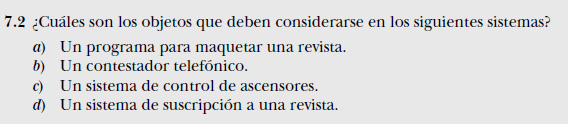 7.2 ¿Cuáles son los objetos que deben considerarse en los siguientes sistemas?
a) Un programa para maquetar una revista.
b) Un contestador telefónico.
c) Un sistema de control de ascensores.
d) Un sistema de suscripción a una revista.